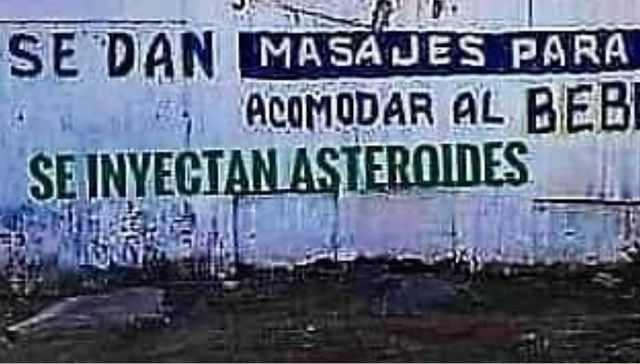 SE DAN MASAJES PARA
ACOMODAR AL BEB
SE INYECTAN ASTEROIDES